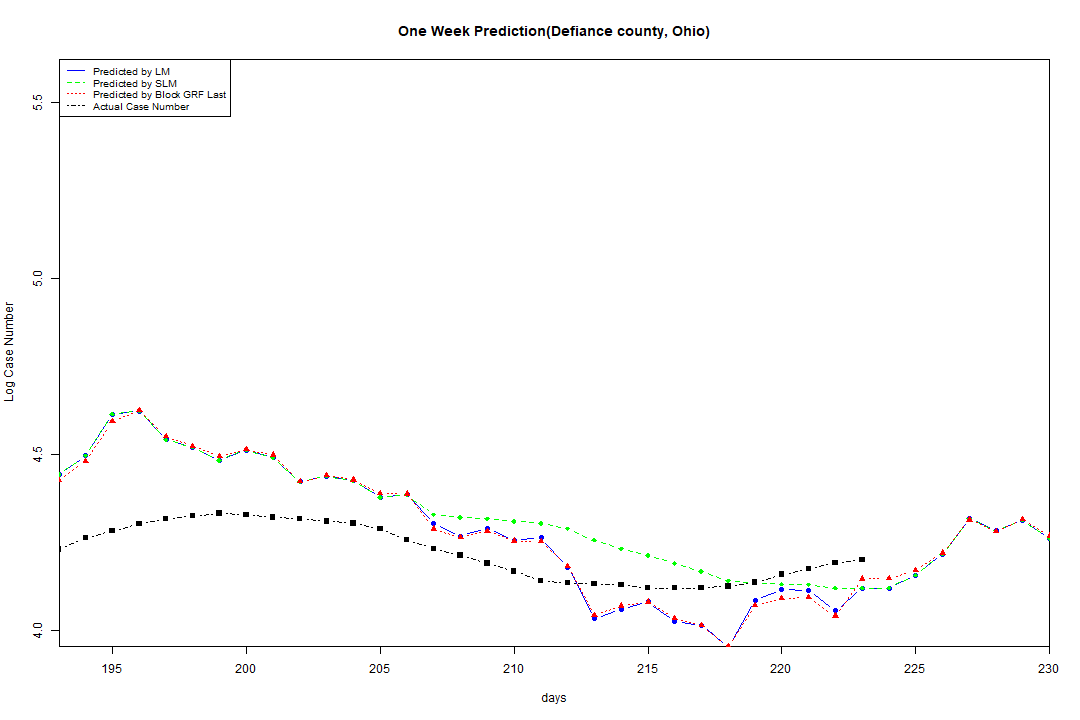 One Week Prediction(Defiance county, Ohio)
Predicted by LM
Predicted by SLM
Predicted by Block GRF Last
Actual Case Number
5.5
5.0
4.5
4.0
Log Case Number
195 200 205 210 215 220 225 230
days